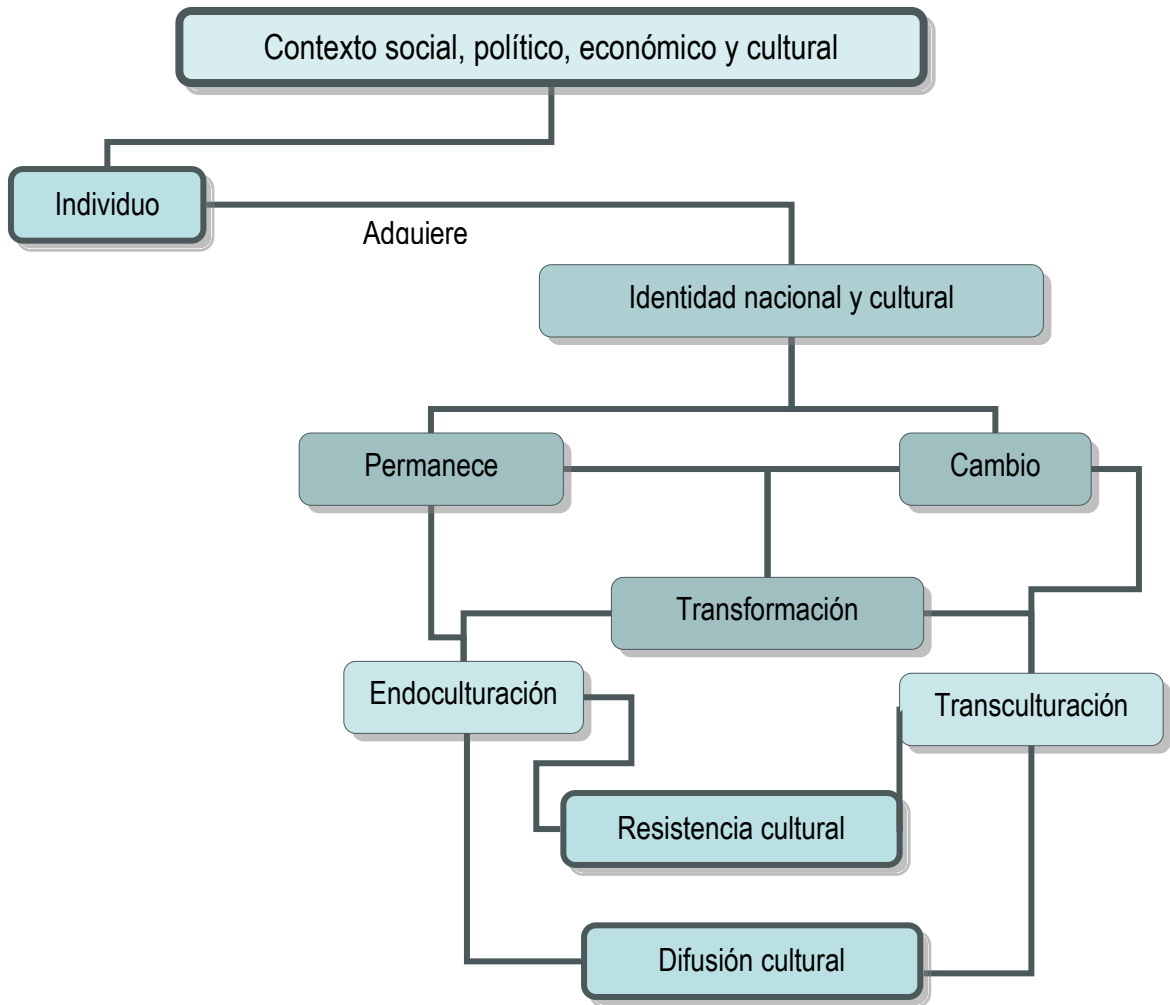 Contexto social, político, económico y cultural
Individuo
Adquiere
Identidad nacional y cultural
Permanece
Cambio
Transformación
Endoculturación
Transculturación
Resistencia cultural
Difusión cultural